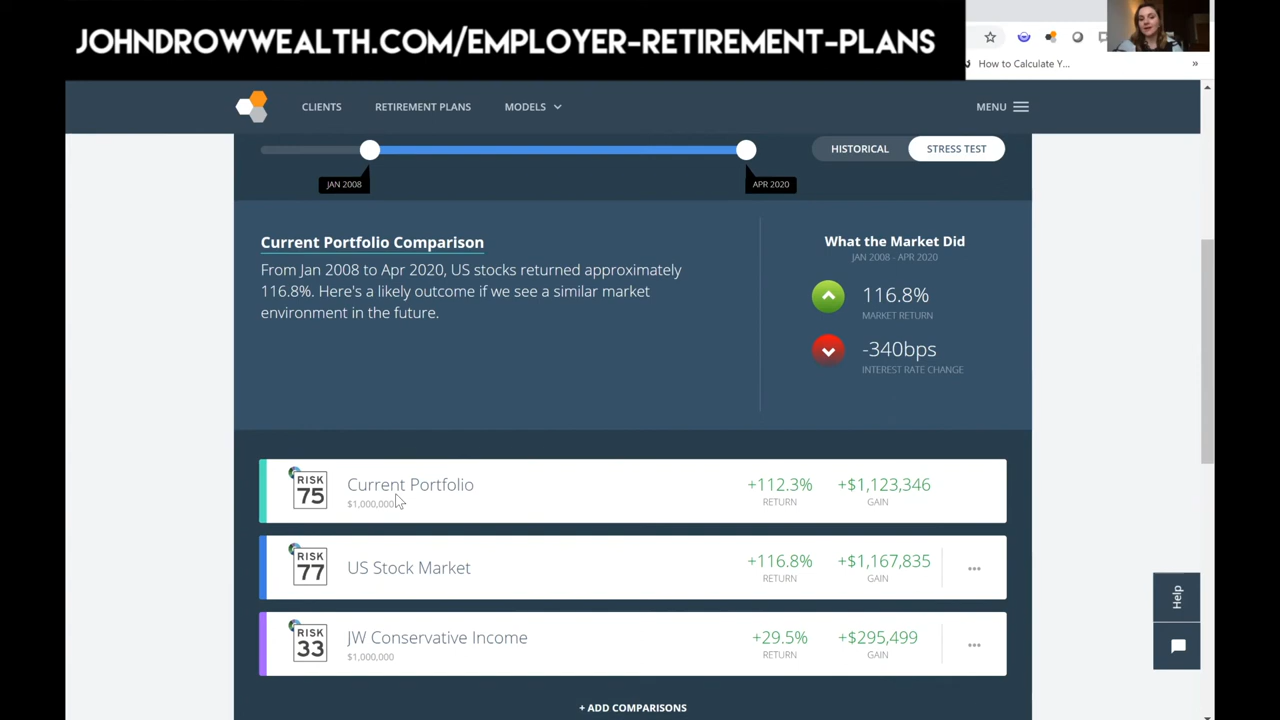 JOHNDROWWEALTH.COM/EMPLOYER-RETIREMENT-PLANS
How to Calculate Y...
»
CLIENTS
RETIREMENT PLANS
MODELS
MENU
HISTORICAL
STRESS TEST
JAN 2008
APR 2020
Current Portfolio Comparison
From Jan 2008 to Apr 2020, US stocks returned approximately
116.8%. Here's a likely outcome if we see a similar market
environment in the future.
What the Market Did
JAN 2008 - APR 2020
116.8%
MARKET RETURN
-340bps
INTEREST RATE CHANGE
RISK
75
Current Portfolio
$1,000,000
+112.3%
RETURN
+$1,123,346
GAIN
RISK
77
US Stock Market
+116.8%
RETURN
+$1,167,835
GAIN
RISK
33
JW Conservative Income
$1,000,000
+29.5%
RETURN
+$295,499
GAIN
+ ADD COMPARISONS
Help